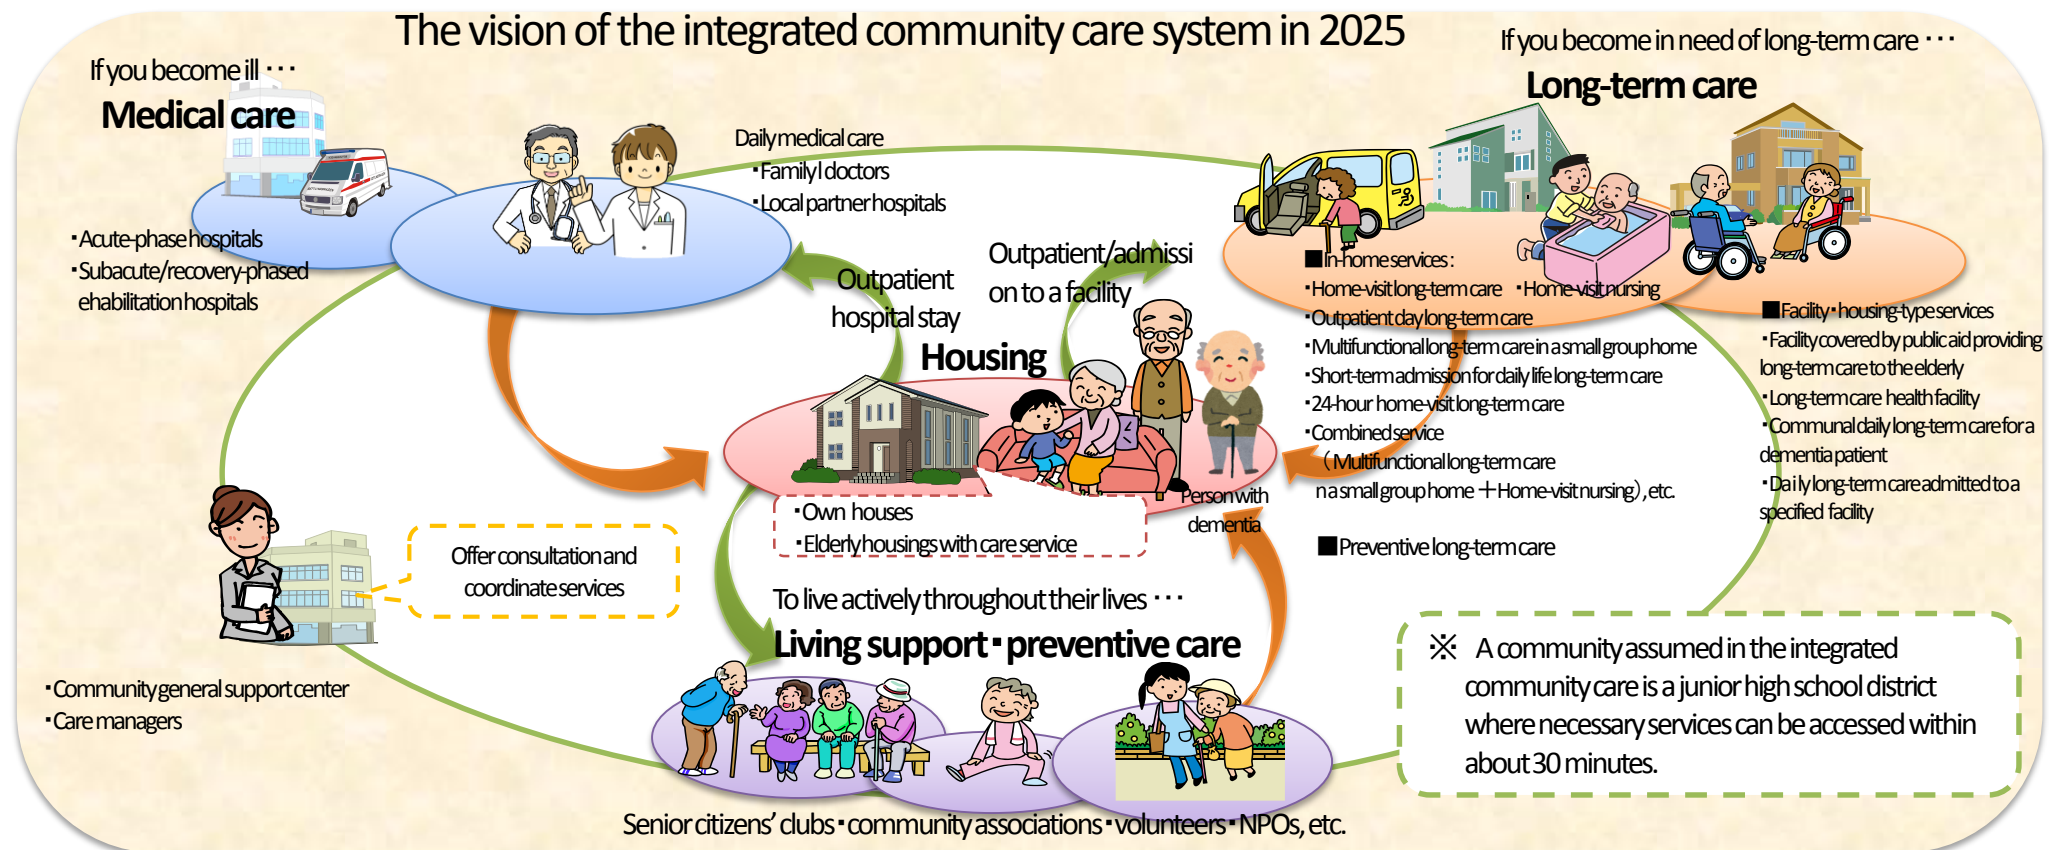 The vision of the integrated community care system in 2025
If you become ill ･･･
Medical care
・Acute-phase hospitals
・Subacute/recovery-phased
ehabilitation hospitals
Daily medical care
・Familyl doctors
・Local partner hospitals
If you become in need of long-term care ･･･
Long-term care
■In-home services :
・Home-visit long-term care ・Home-visit nursing
・Outpatient day long-term care
・Multifunctional long-term care in a small group home
・Short-term admission for daily life long-term care
・24-hour home-visit long-term care
・Combined service
（Multifunctional long-term care
n a small group home ＋Home-visit nursing), etc.
■Preventive long-term care
■Facility・housing-type services
・Facility covered by public aid providing
long-term care to the elderly
・Long-term care health facility
・Communal daily long-term care for a
dementia patient
・Daily long-term care admitted to a
specified facility
Outpatient
hospital stay
Outpatient/admissi
on to a facility
Housing
Person with
dementia
・Own houses
・Elderly housings with care service
Offer consultation and
coordinate services
・Community general support center
・Care managers
To live actively throughout their lives ･･･
Living support・preventive care
Senior citizens’ clubs・community associations・volunteers・NPOs, etc.
※ A community assumed in the integrated
community care is a junior high school district
where necessary services can be accessed within
about 30 minutes.